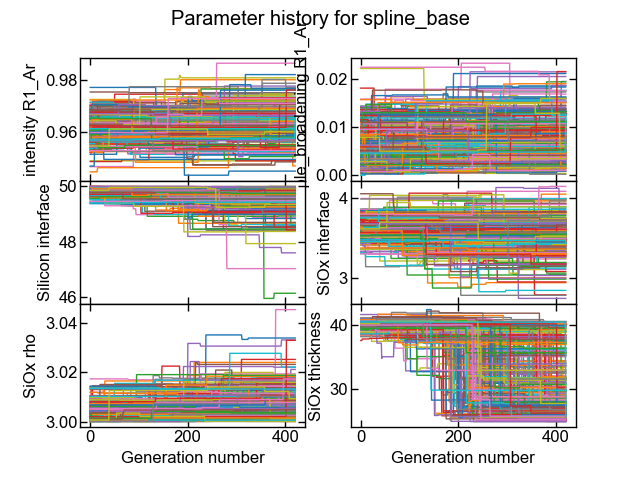 Parameter history for spline_base
intensity R1_Ar
0.98
0.96
0.02
0.01
0.00
Silicon interface
50
48
46
SiOx interface
4
3
SiOx rho
3.04
3.02
3.00
0
200
400
Generation number
SiOx thickness
40
30
0
200
400
Generation number